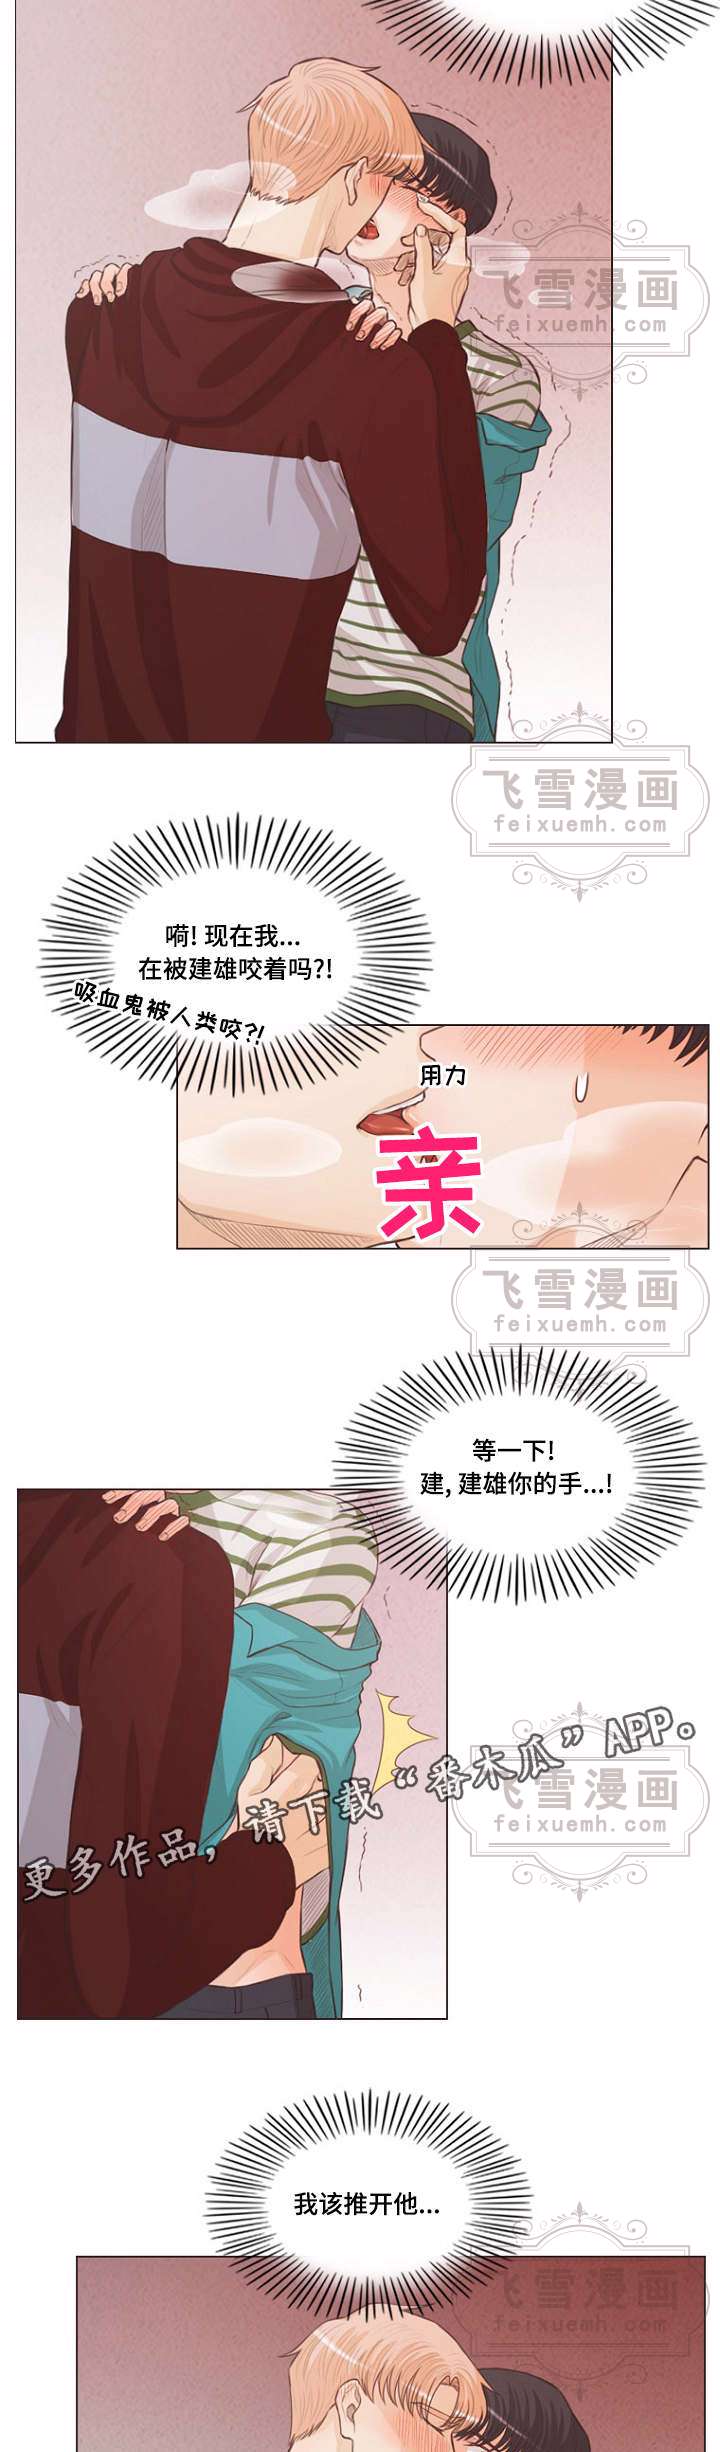 飞雪漫画
feixuemh.com
飞雪漫画
feixuemh.com
嗬! 现在我...
在被建雄咬着吗?!
吸血鬼被人类咬?!
用力
亲
飞雪漫画
feixuemh.com
等一下!
建, 建雄你的手...!
更多作品，请下载“番木瓜”APP。
飞雪漫画
feixuemh.com
我该推开他...
飞雪漫画
feixuemh.com